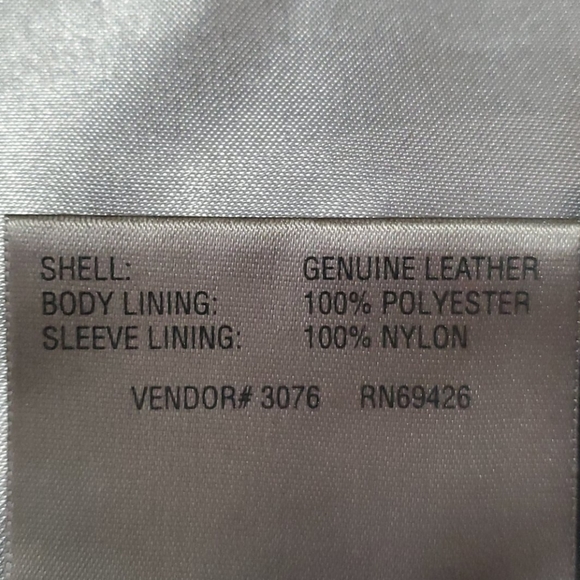 SHELL: GENUINE LEATHER
BODY LINING: 100% POLYESTER
SLEEVE LINING: 100% NYLON
VENDOR# 3076 RN69426